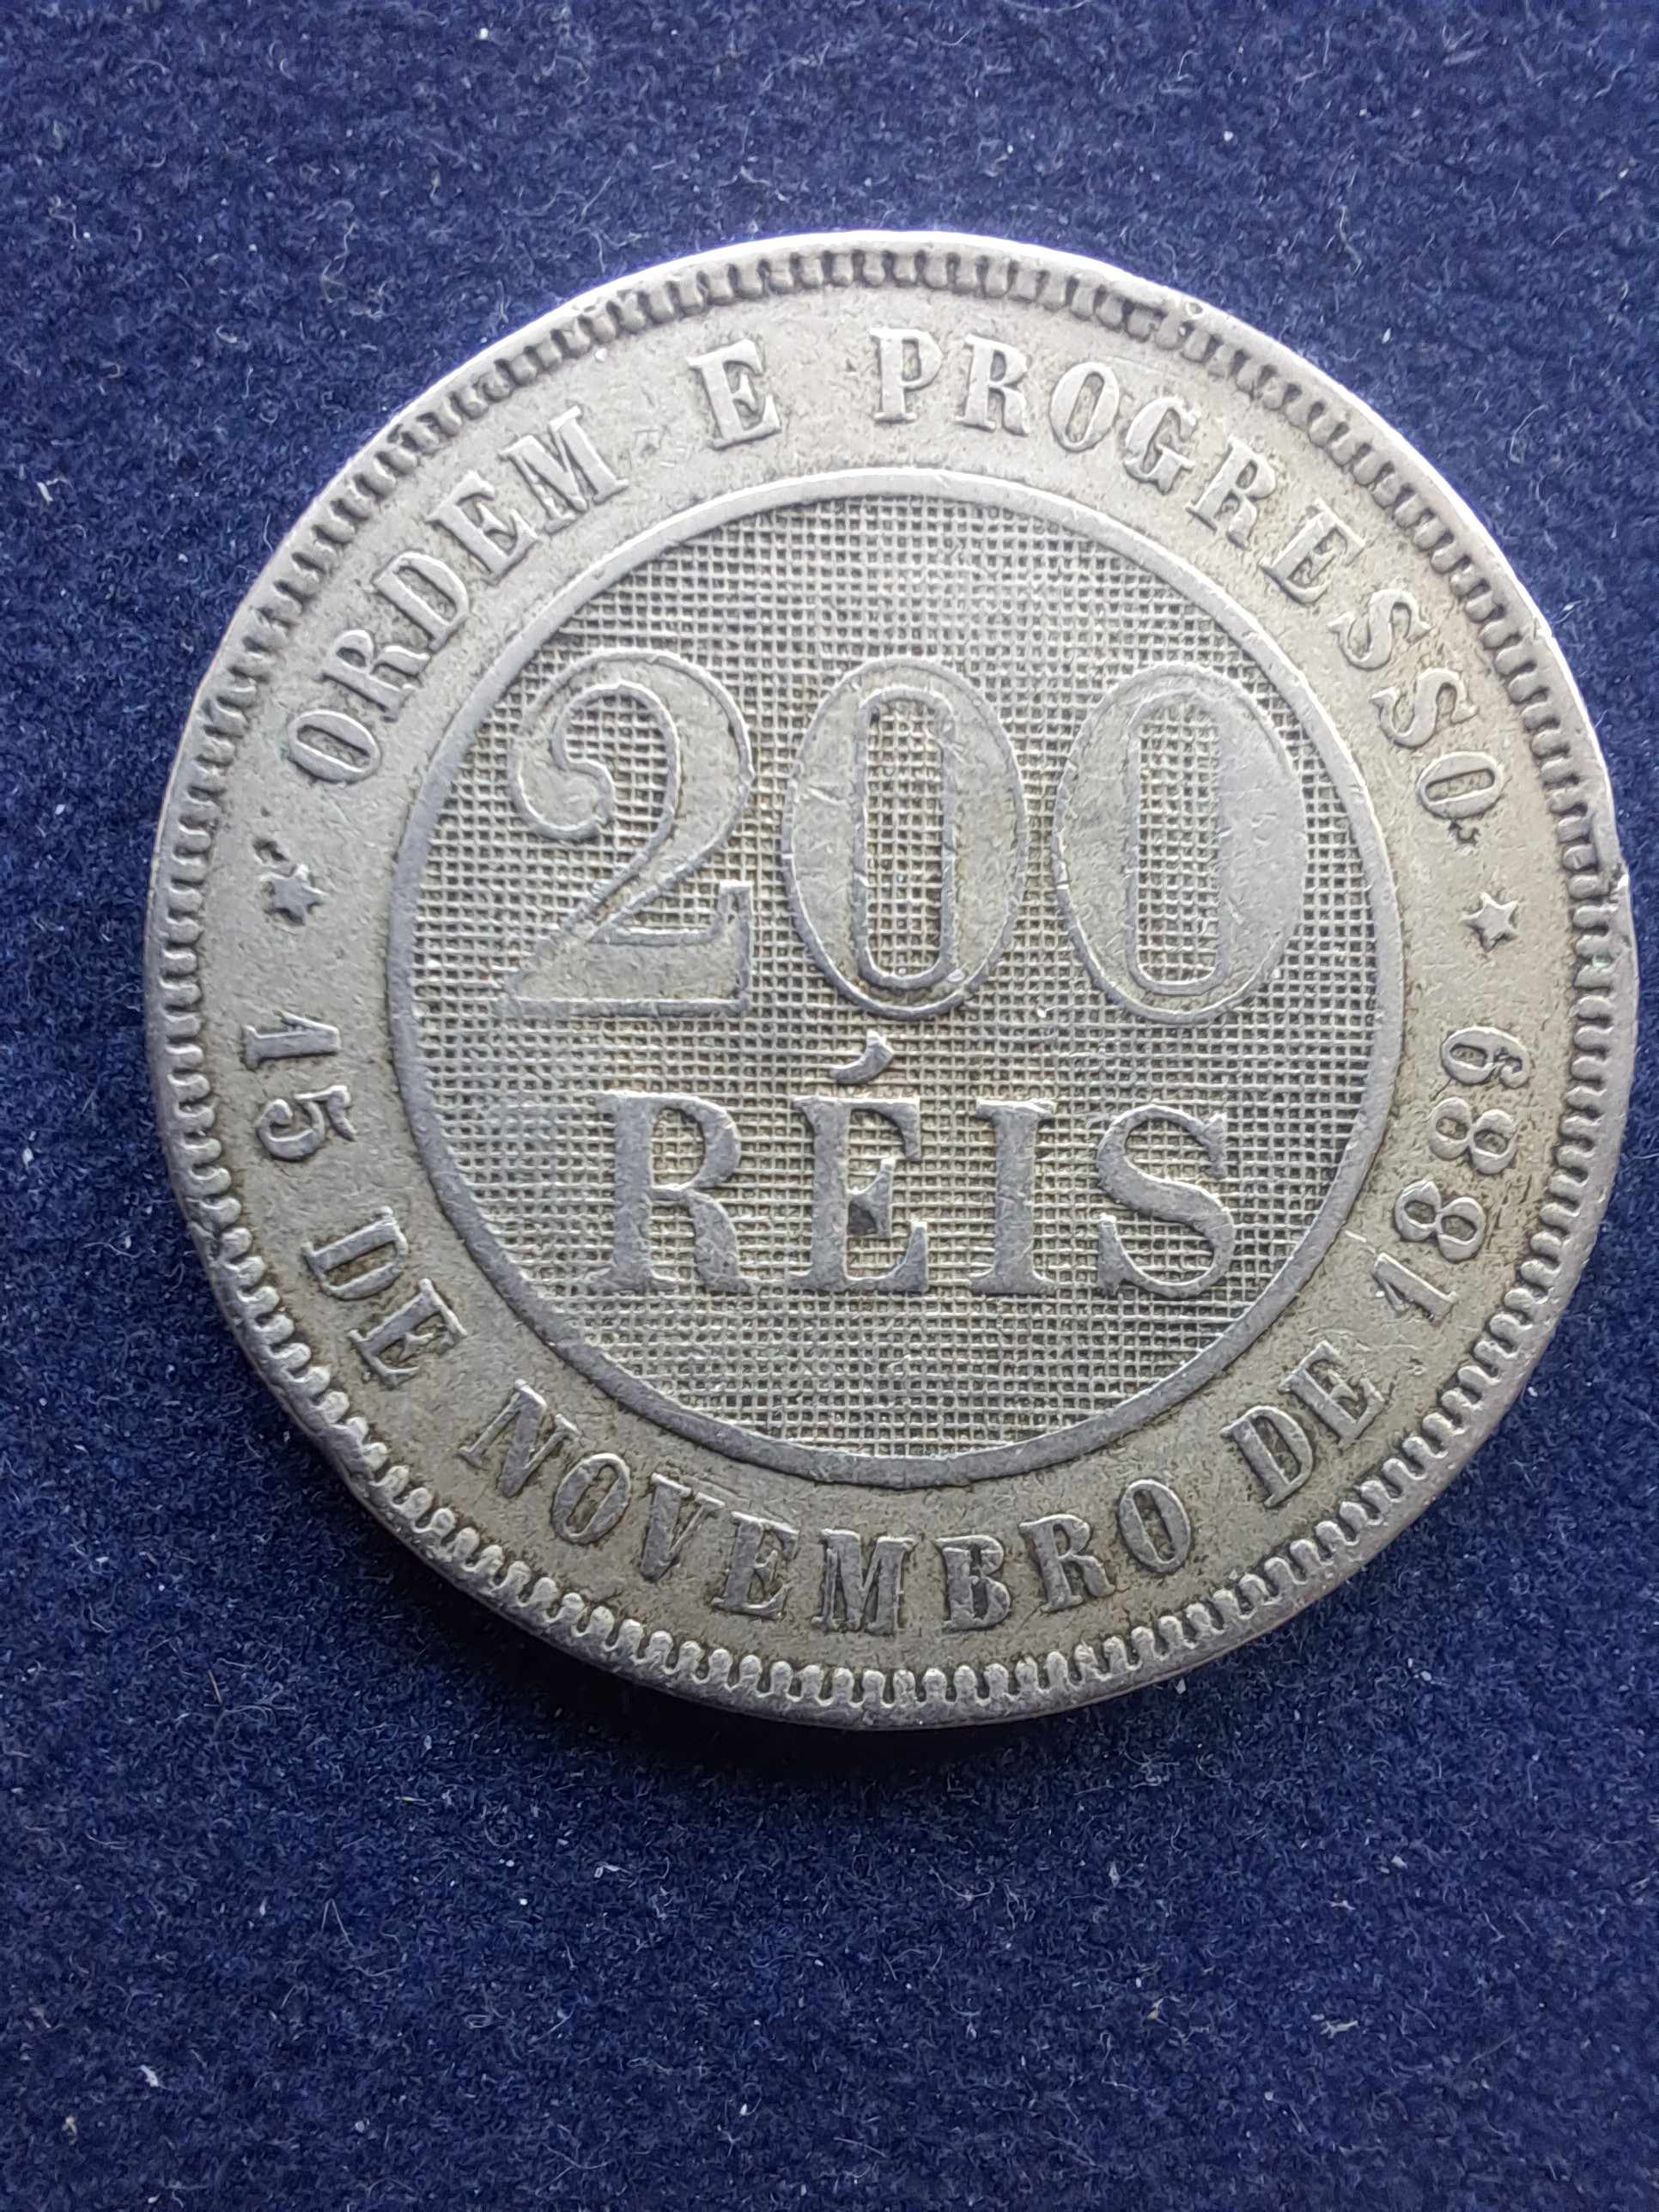 ORDEM E PROGRESSO.
200
RÉIS
15 DE NOVEMBRO DE 1889